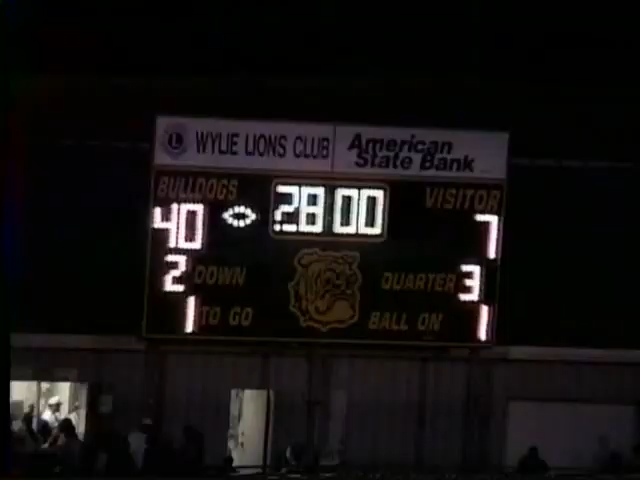 L WYLIE LIONS CLUB
American
State Bank
BULLDOGS 28 00 VISITOR
40 7
2 DOWN QUARTER 3
1 TO GO BALL ON 1